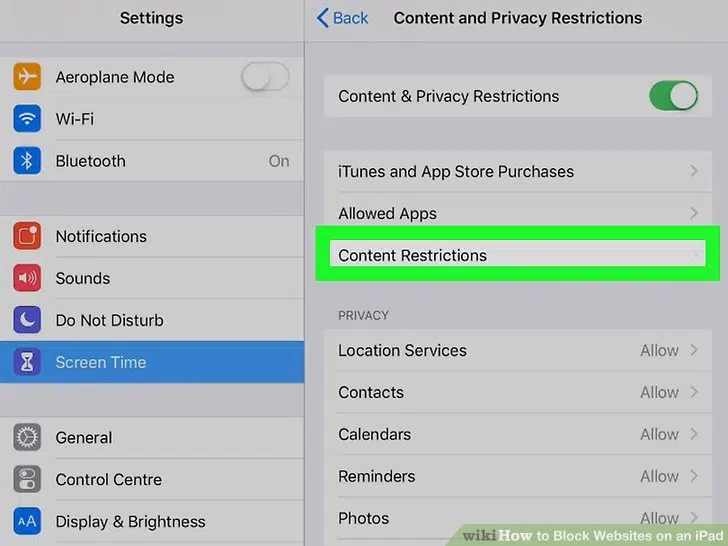 Settings
Aeroplane Mode
Wi-Fi
Bluetooth On
Notifications
Sounds
Do Not Disturb
Screen Time
General
Control Centre
AA Display & Brightness
Back Content and Privacy Restrictions
Content & Privacy Restrictions
iTunes and App Store Purchases
Allowed Apps
Content Restrictions
PRIVACY
Location Services Allow
Contacts Allow
Calendars Allow
Reminders Allow
Photos Allow
wikiHow to Block Websites on an iPad